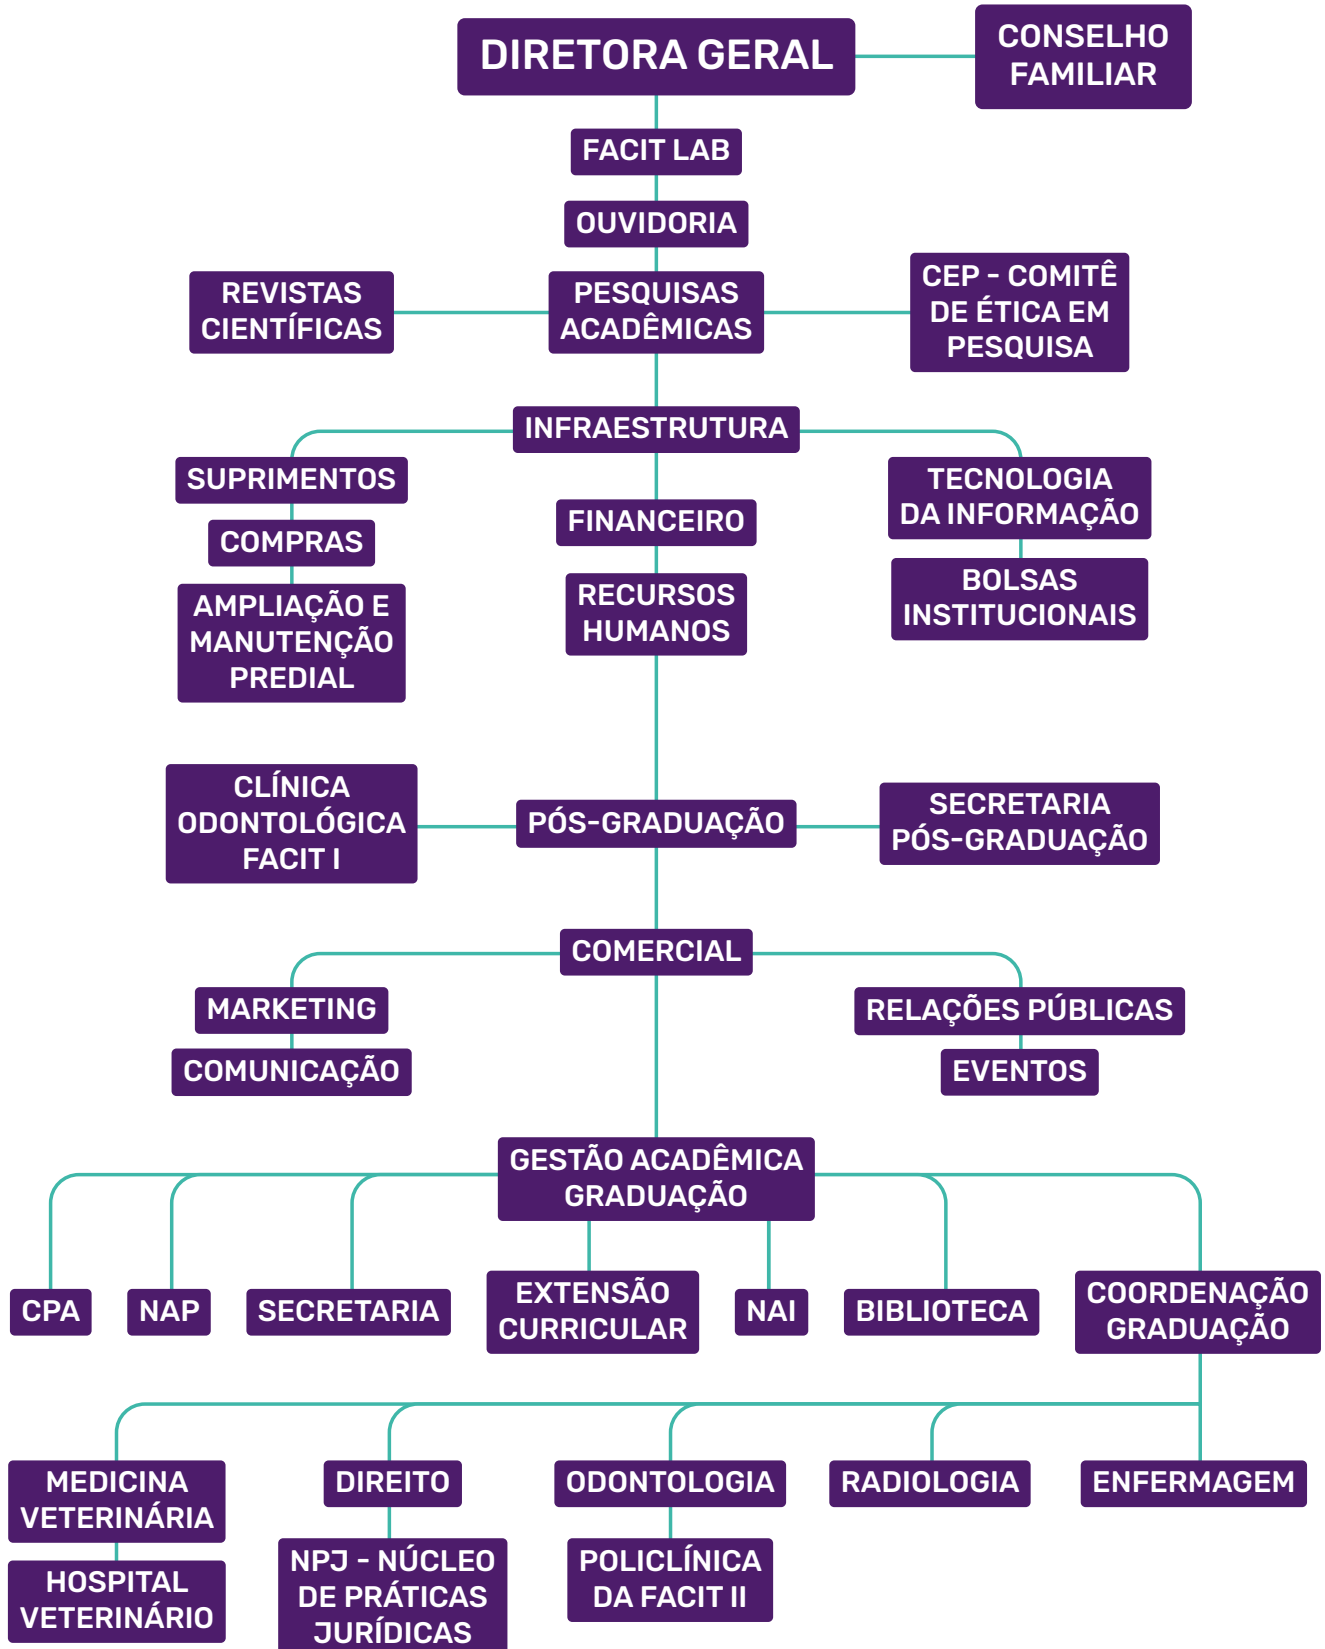 DIRETORA GERAL
CONSELHO
FAMILIAR
FACIT LAB
OUVIDORIA
REVISTAS
CIENTÍFICAS
PESQUISAS
ACADÊMICAS
CEP - COMITÊ
DE ÉTICA EM
PESQUISA
INFRAESTRUTURA
SUPRIMENTOS
COMPRAS
AMPLIAÇÃO E
MANUTENÇÃO
PREDIAL
FINANCEIRO
RECURSOS
HUMANOS
TECNOLOGIA
DA INFORMAÇÃO
BOLSAS
INSTITUCIONAIS
CLÍNICA
ODONTOLÓGICA
FACIT I
PÓS-GRADUAÇÃO
SECRETARIA
PÓS-GRADUAÇÃO
COMERCIAL
MARKETING
COMUNICAÇÃO
RELAÇÕES PÚBLICAS
EVENTOS
GESTÃO ACADÊMICA
GRADUAÇÃO
CPA
NAP
SECRETARIA
EXTENSÃO
CURRICULAR
NAI
BIBLIOTECA
COORDENAÇÃO
GRADUAÇÃO
MEDICINA
VETERINÁRIA
HOSPITAL
VETERINÁRIO
DIREITO
NPJ - NÚCLEO
DE PRÁTICAS
JURÍDICAS
ODONTOLOGIA
POLICLÍNICA
DA FACIT II
RADIOLOGIA
ENFERMAGEM